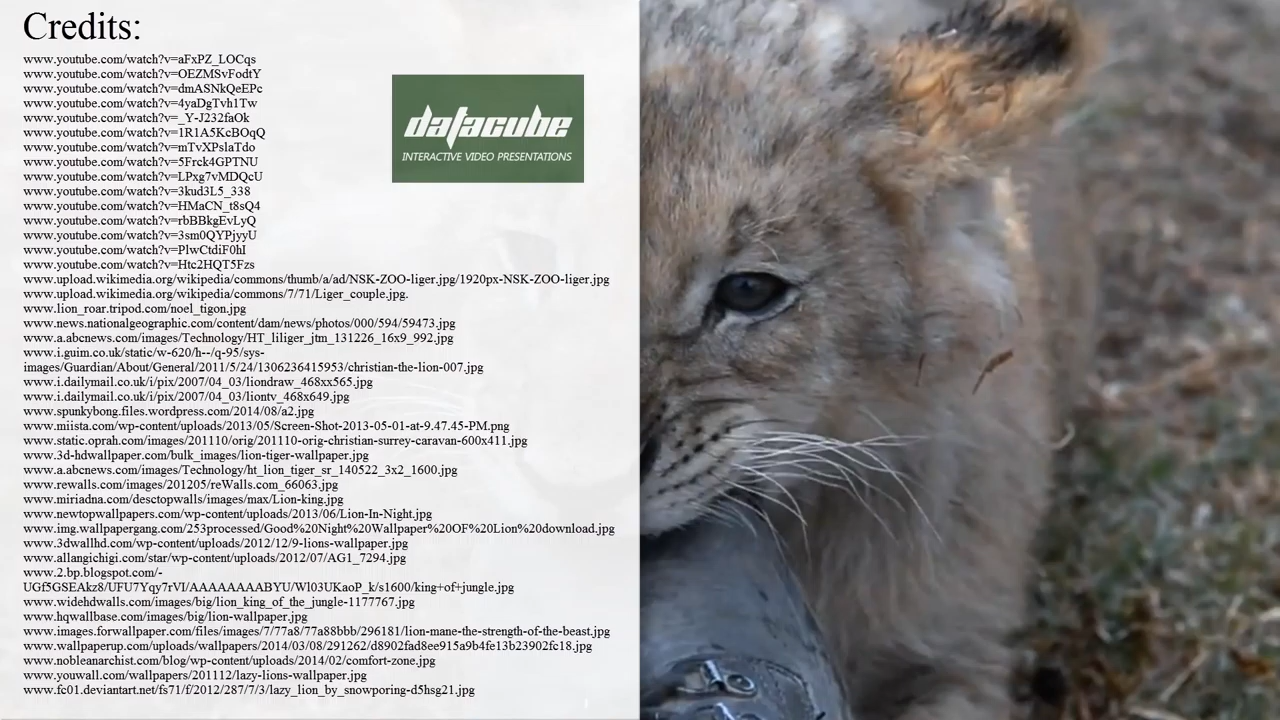 Credits:
www.youtube.com/watch?v=aFxPZ_LOCqs
www.youtube.com/watch?v=OEZMSvFodtY
www.youtube.com/watch?v=dmASNkQeEPc
www.youtube.com/watch?v=4yaDgTvh1Tw
www.youtube.com/watch?v=_Y-J232faOk
www.youtube.com/watch?v=1R1A5KcBOqQ
www.youtube.com/watch?v=mTvXPslaTdo
www.youtube.com/watch?v=5Frck4GPTNU
www.youtube.com/watch?v=LPxg7vMDQcU
www.youtube.com/watch?v=3kud3L5_338
www.youtube.com/watch?v=HMaCN_t8sQ4
www.youtube.com/watch?v=rbBBkgEvLyQ
www.youtube.com/watch?v=3sm0QYPjyyU
www.youtube.com/watch?v=PIwCtdiF0hI
www.youtube.com/watch?v=Htc2HQT5Fzs
www.upload.wikimedia.org/wikipedia/commons/thumb/a/ad/NSK-ZOO-liger.jpg/1920px-NSK-ZOO-liger.jpg
www.upload.wikimedia.org/wikipedia/commons/7/71/Liger_couple.jpg.
www.lion_roar.tripod.com/noel_tigon.jpg
www.news.nationalgeographic.com/content/dam/news/photos/000/594/59473.jpg
www.a.abcnews.com/images/Technology/HT_liliger_jtm_131226_16x9_992.jpg
www.i.guim.co.uk/static/w-620/h--/q-95/sys-
images/Guardian/About/General/2011/5/24/1306236415953/christian-the-lion-007.jpg
www.i.dailymail.co.uk/i/pix/2007/04_03/liondraw_468xx565.jpg
www.i.dailymail.co.uk/i/pix/2007/04_03/liontv_468x649.jpg
www.spunkybong.files.wordpress.com/2014/08/a2.jpg
www.miista.com/wp-content/uploads/2013/05/Screen-Shot-2013-05-01-at-9.47.45-PM.png
www.static.oprah.com/images/201110/orig/201110-orig-christian-surrey-caravan-600x411.jpg
www.3d-hdwallpaper.com/bulk_images/lion-tiger-wallpaper.jpg
www.a.abcnews.com/images/Technology/ht_lion_tiger_sr_140522_3x2_1600.jpg
www.rewalls.com/images/201205/reWalls.com_66063.jpg
www.miriadna.com/desctopwalls/images/max/Lion-king.jpg
www.newtopwallpapers.com/wp-content/uploads/2013/06/Lion-In-Night.jpg
www.img.wallpapergang.com/253processed/Good%20Night%20Wallpaper%20OF%20Lion%20download.jpg
www.3dwallhd.com/wp-content/uploads/2012/12/9-lions-wallpaper.jpg
www.allangichigi.com/star/wp-content/uploads/2012/07/AG1_7294.jpg
www.2.bp.blogspot.com/-
UGf5GSEAkz8/UFU7Yqy7rVI/AAAAAAAABYU/Wl03UKaoP_k/s1600/king+of+jungle.jpg
www.widehdwalls.com/images/big/lion_king_of_the_jungle-1177767.jpg
www.hqwallbase.com/images/big/lion-wallpaper.jpg
www.images.forwallpaper.com/files/images/7/77a8/77a88bbb/296181/lion-mane-the-strength-of-the-beast.jpg
www.wallpaperup.com/uploads/wallpapers/2014/03/08/291262/d8902fad8ee915a9b4fe13b23902fc18.jpg
www.nobleanarchist.com/blog/wp-content/uploads/2014/02/comfort-zone.jpg
www.youwall.com/wallpapers/201112/lazy-lions-wallpaper.jpg
www.fc01.deviantart.net/fs71/f/2012/287/7/3/lazy_lion_by_snowporing-d5hsg21.jpg
datacube
INTERACTIVE VIDEO PRESENTATIONS